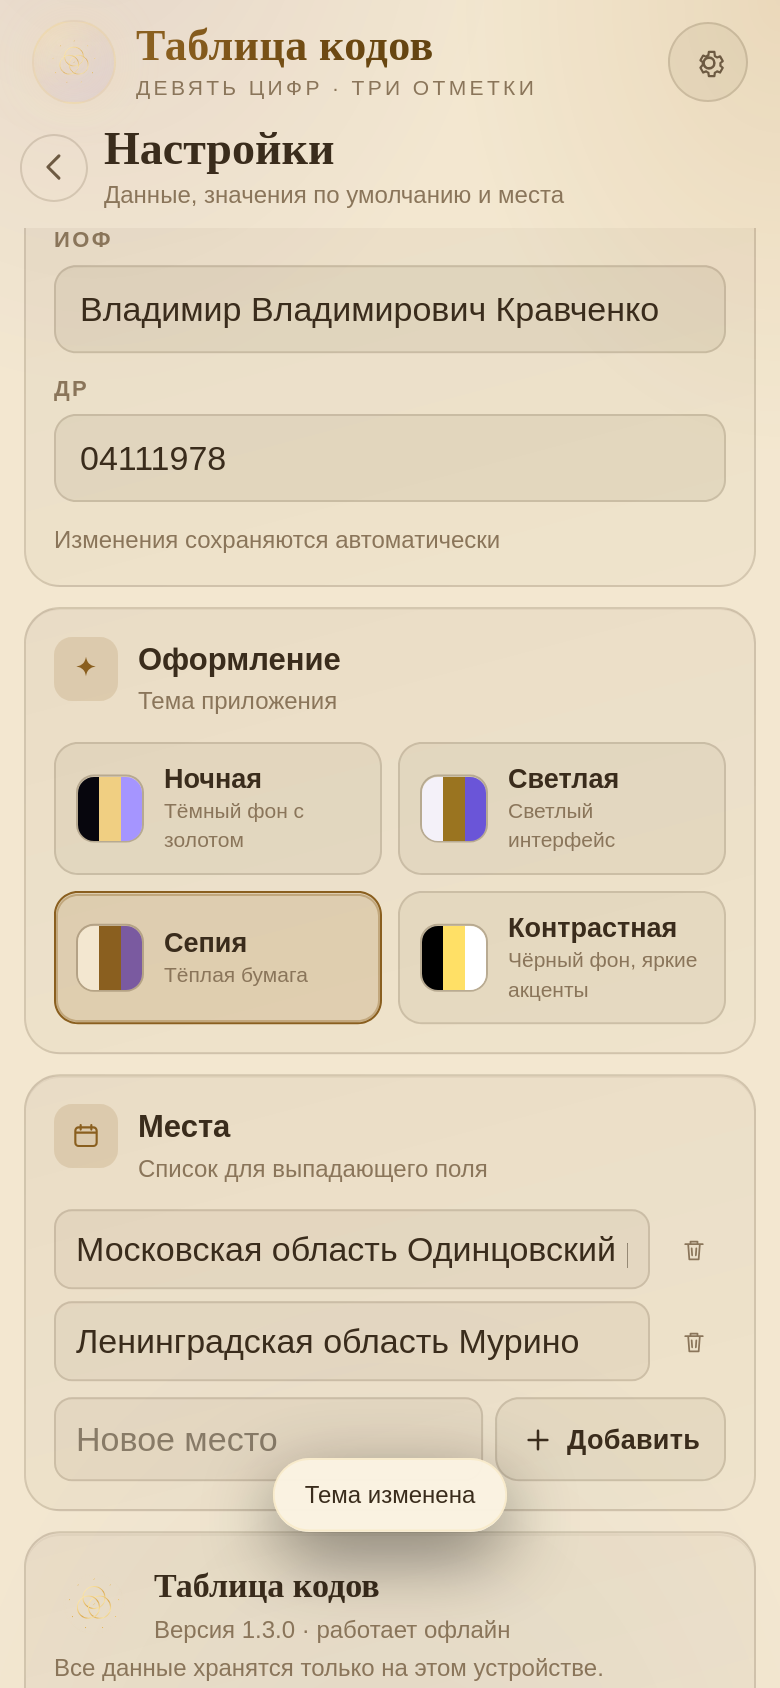 Таблица кодов
ДЕВЯТЬ ЦИФР · ТРИ ОТМЕТКИ
Настройки
Данные, значения по умолчанию и места
ИОФ
Владимир Владимирович Кравченко
ДР
04111978
Изменения сохраняются автоматически
Оформление
Тема приложения
Ночная
Тёмный фон с
золотом
Светлая
Светлый
интерфейс
Сепия
Тёплая бумага
Контрастная
Чёрный фон, яркие
акценты
Места
Список для выпадающего поля
Московская область Одинцовский
Ленинградская область Мурино
Новое место
Добавить
Тема изменена
Таблица кодов
Версия 1.3.0 · работает офлайн
Все данные хранятся только на этом устройстве.